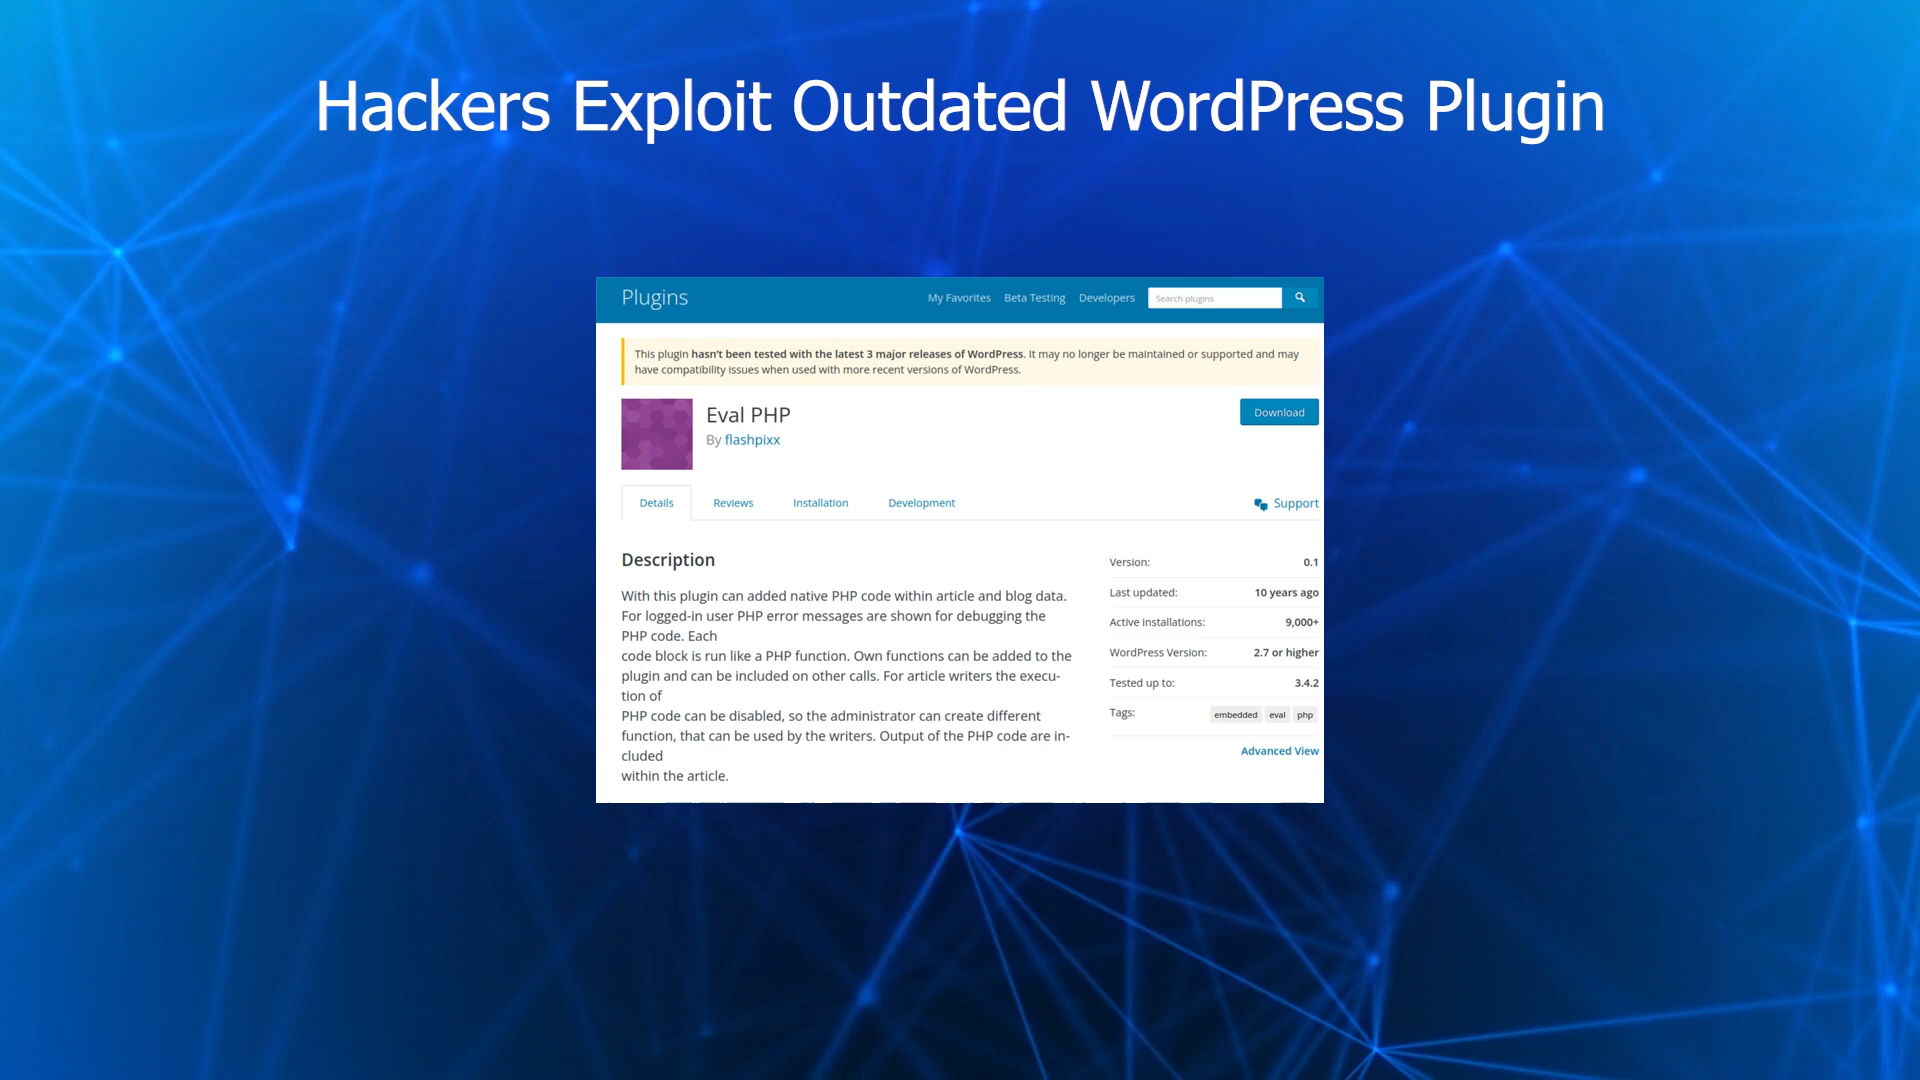 Hackers Exploit Outdated WordPress Plugin
Plugins
My Favorites
Beta Testing
Developers
Search plugins
This plugin hasn't been tested with the latest 3 major releases of WordPress. It may no longer be maintained or supported and may
have compatibility issues when used with more recent versions of WordPress.
Eval PHP
By flashpixx
Download
Details
Reviews
Installation
Development
Support
Description
With this plugin can added native PHP code within article and blog data.
For logged-in user PHP error messages are shown for debugging the
PHP code. Each
code block is run like a PHP function. Own functions can be added to the
plugin and can be included on other calls. For article writers the execu-
tion of
PHP code can be disabled, so the administrator can create different
function, that can be used by the writers. Output of the PHP code are in-
cluded
within the article.
Version: 0.1
Last updated: 10 years ago
Active installations: 9,000+
WordPress Version: 2.7 or higher
Tested up to: 3.4.2
Tags: embedded eval php
Advanced View